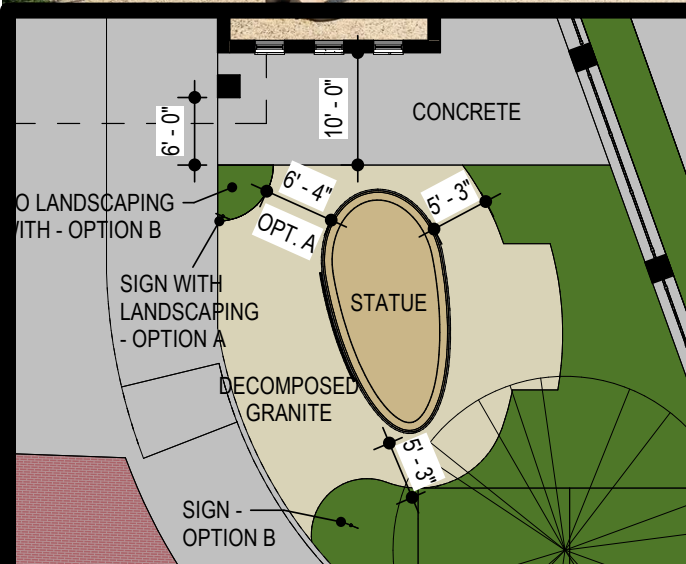 CONCRETE
10' - 0"
6' - 0"
O LANDSCAPING
ITH - OPTION B
6' - 4"
OPT. A
5' - 3"
SIGN WITH
LANDSCAPING
- OPTION A
STATUE
DECOMPOSED
GRANITE
5' - 3"
SIGN -
OPTION B